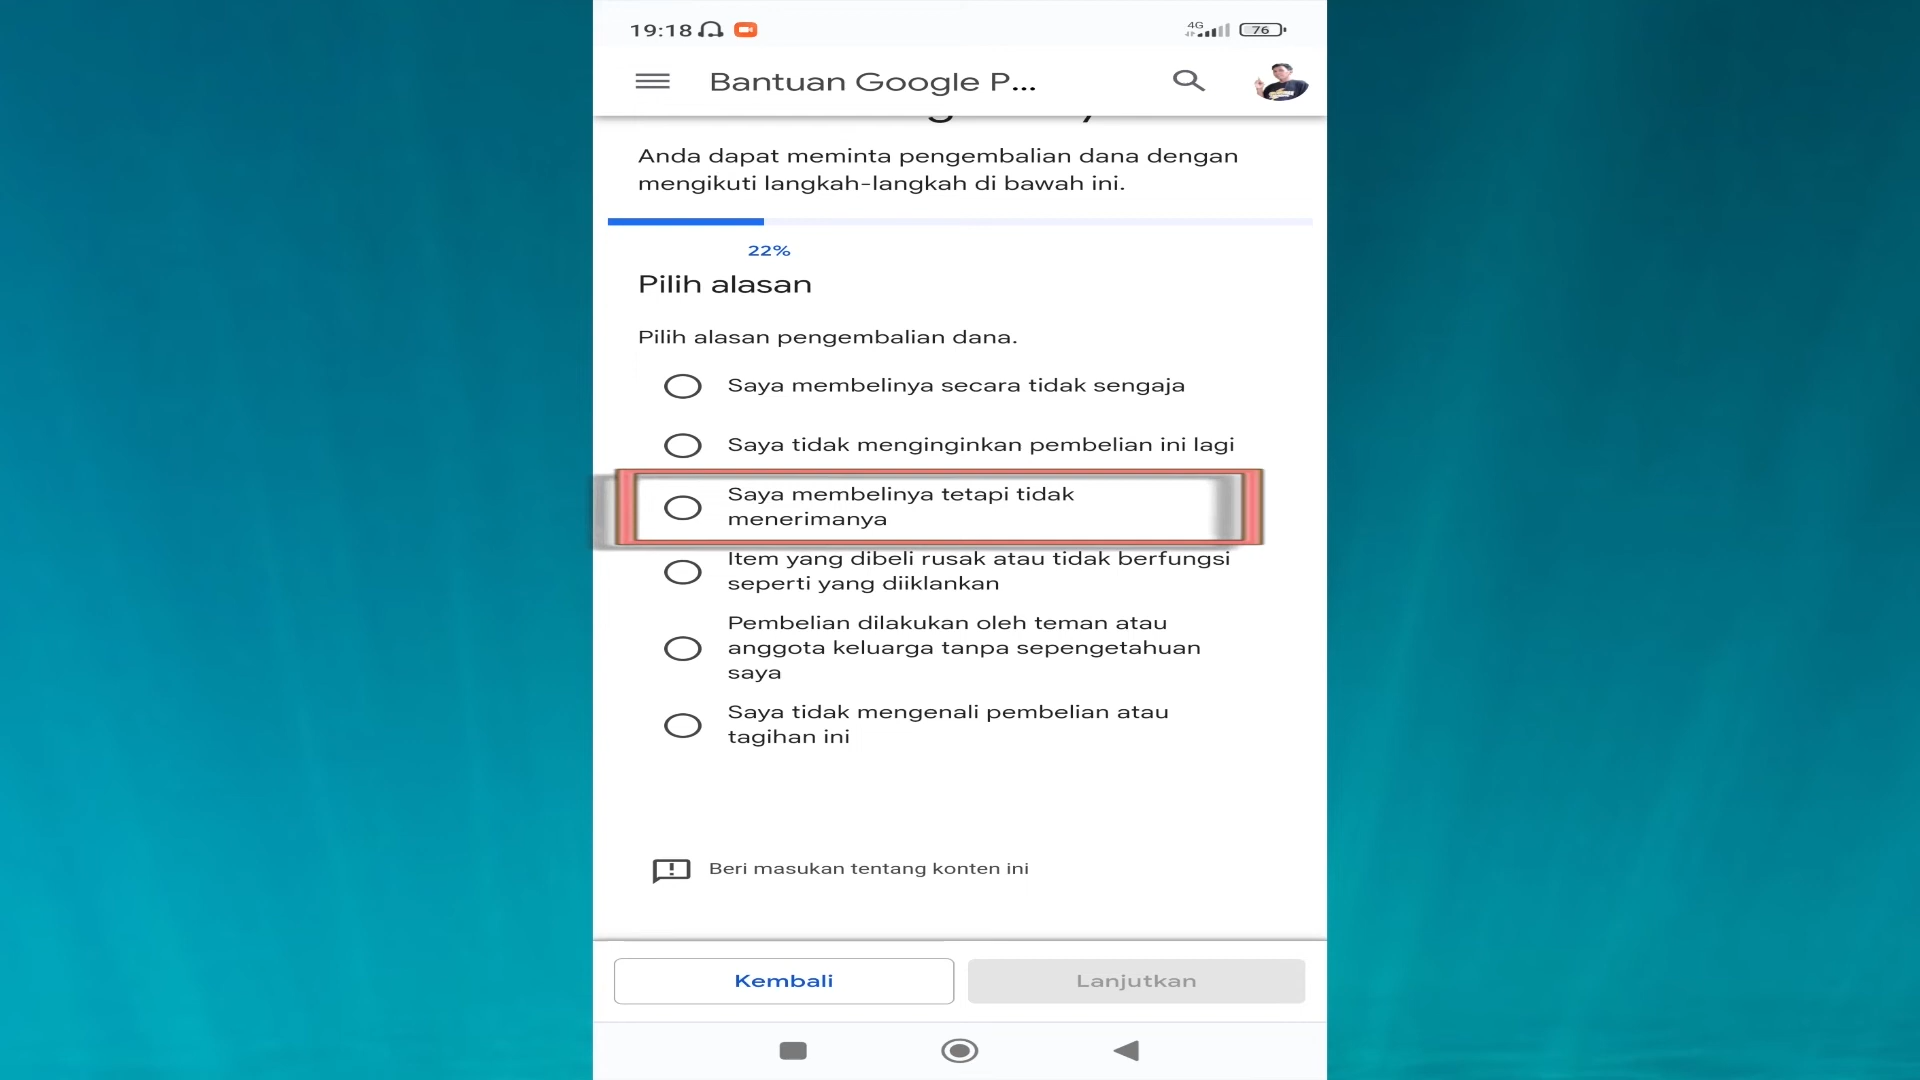 19:18
4G
76
Bantuan Google P...
Anda dapat meminta pengembalian dana dengan
mengikuti langkah-langkah di bawah ini.
22%
Pilih alasan
Pilih alasan pengembalian dana.
Saya membelinya secara tidak sengaja
Saya tidak menginginkan pembelian ini lagi
Saya membelinya tetapi tidak
menerimanya
Item yang dibeli rusak atau tidak berfungsi
seperti yang diiklankan
Pembelian dilakukan oleh teman atau
anggota keluarga tanpa sepengetahuan
saya
Saya tidak mengenali pembelian atau
tagihan ini
Beri masukan tentang konten ini
Kembali
Lanjutkan